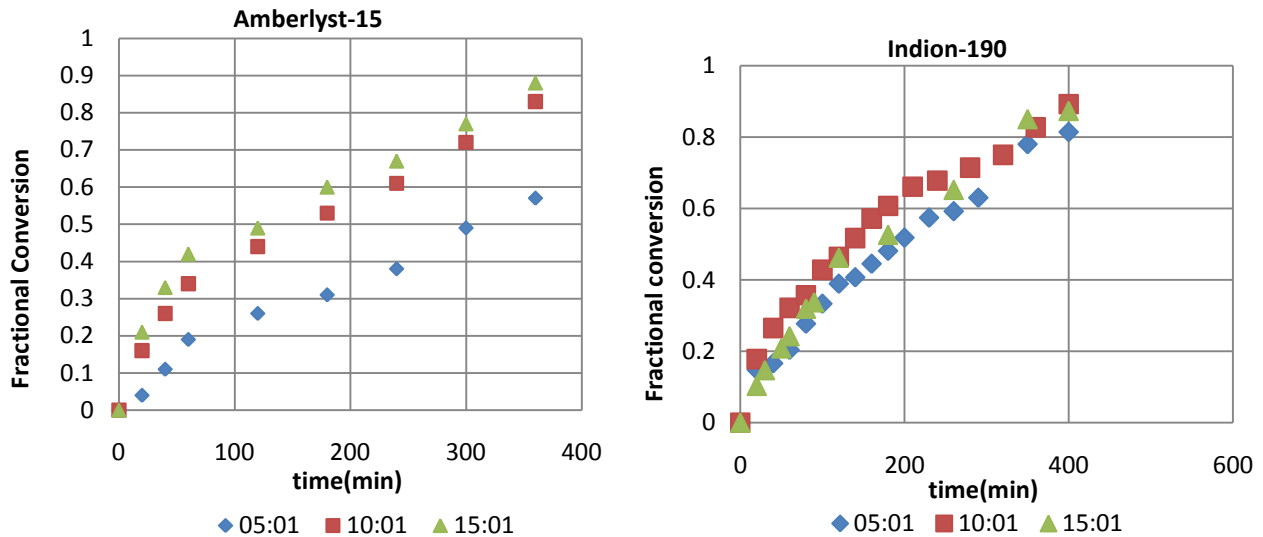 Amberlyst-15
1
0.9
0.8
0.7
0.6
0.5
0.4
0.3
0.2
0.1
0
Fractional Conversion
0 100 200 300 400
time(min)
05:01 10:01 15:01
Indion-190
1
0.8
0.6
0.4
0.2
0
Fractional conversion
0 200 400 600
time(min)
05:01 10:01 15:01